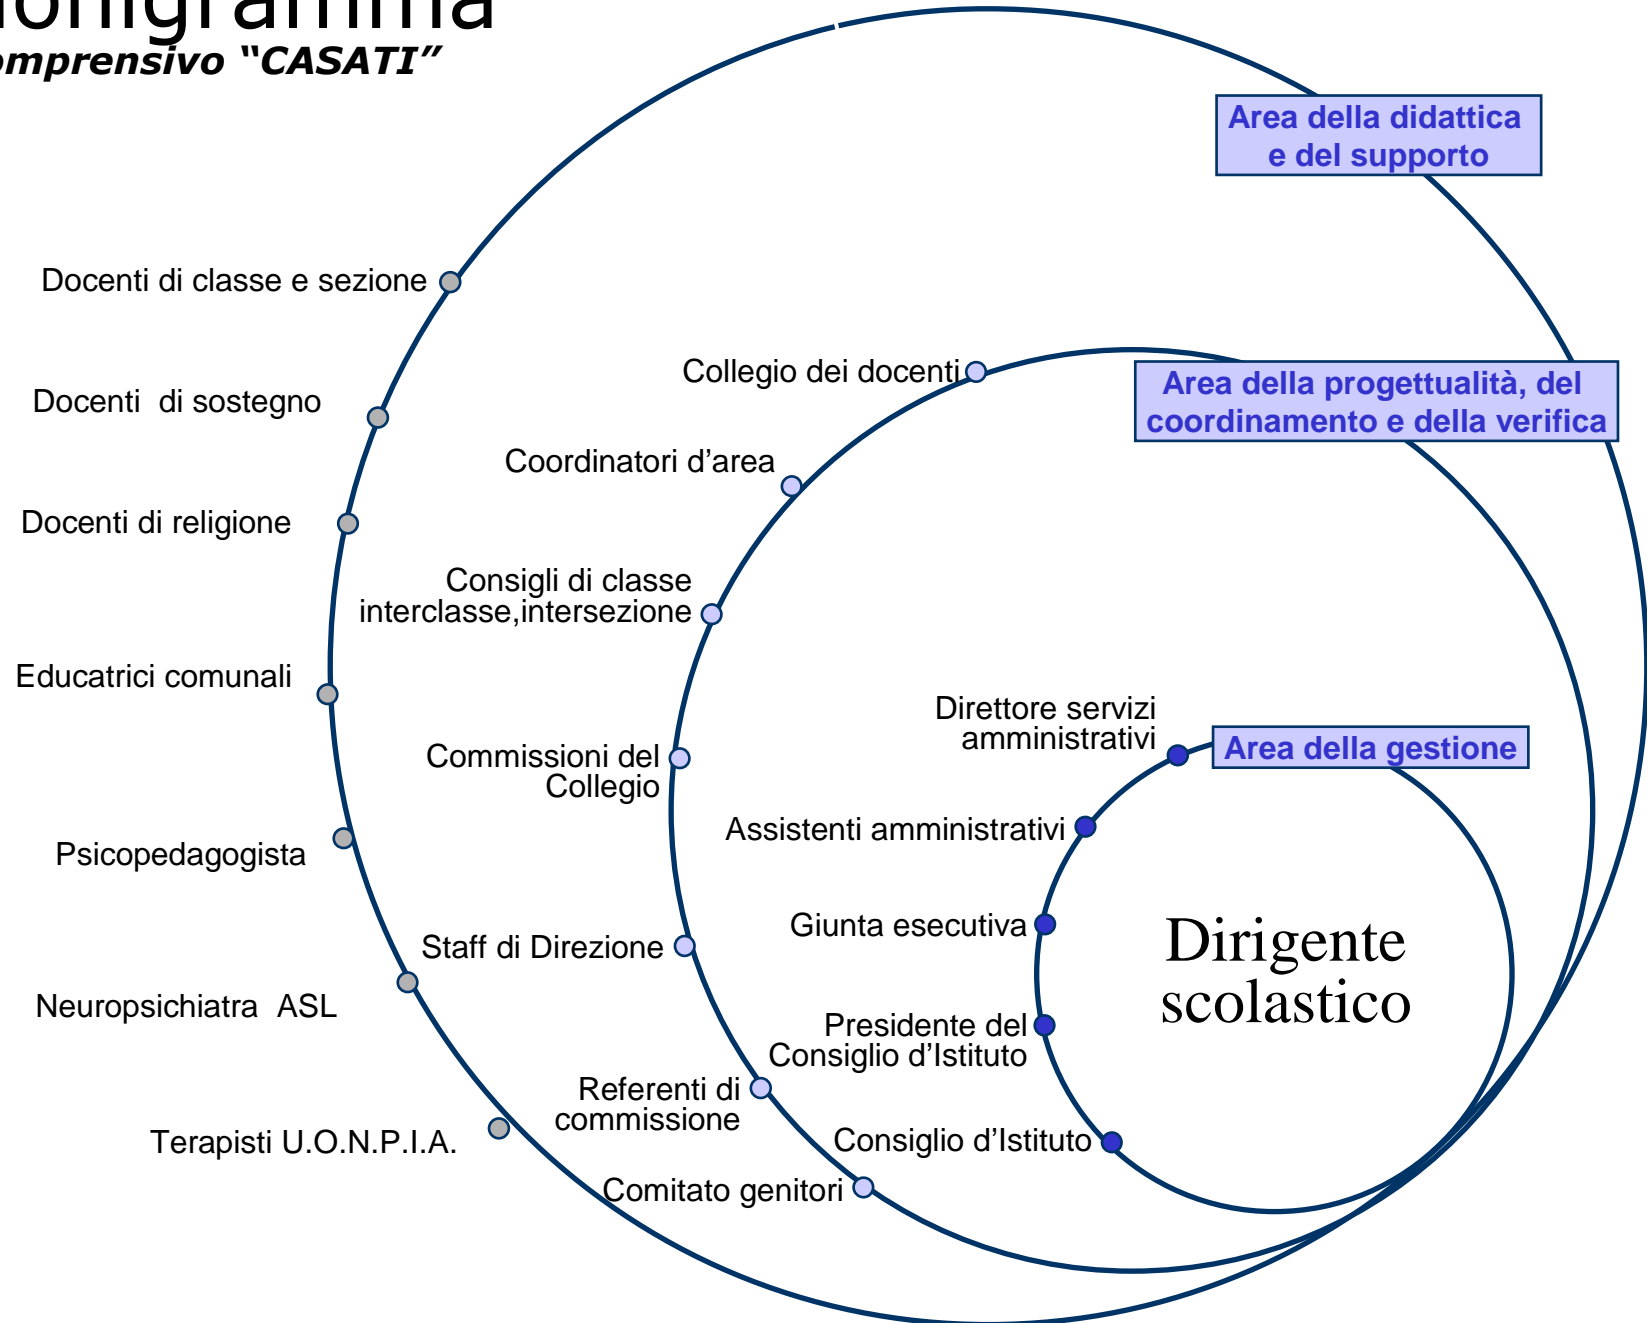 onigramma
omprensivo “CASATI”
Area della didattica
e del supporto
Docenti di classe e sezione
Docenti  di sostegno
Docenti di religione
Educatrici comunali
Psicopedagogista
Neuropsichiatra  ASL
Terapisti U.O.N.P.I.A.
Collegio dei docenti
Area della progettualità, del
coordinamento e della verifica
Coordinatori d’area
Consigli di classe
interclasse,intersezione
Commissioni del
Collegio
Staff di Direzione
Referenti di
commissione
Comitato genitori
Direttore servizi
amministrativi
Area della gestione
Assistenti amministrativi
Giunta esecutiva
Presidente del
Consiglio d’Istituto
Consiglio d’Istituto
Dirigente
scolastico